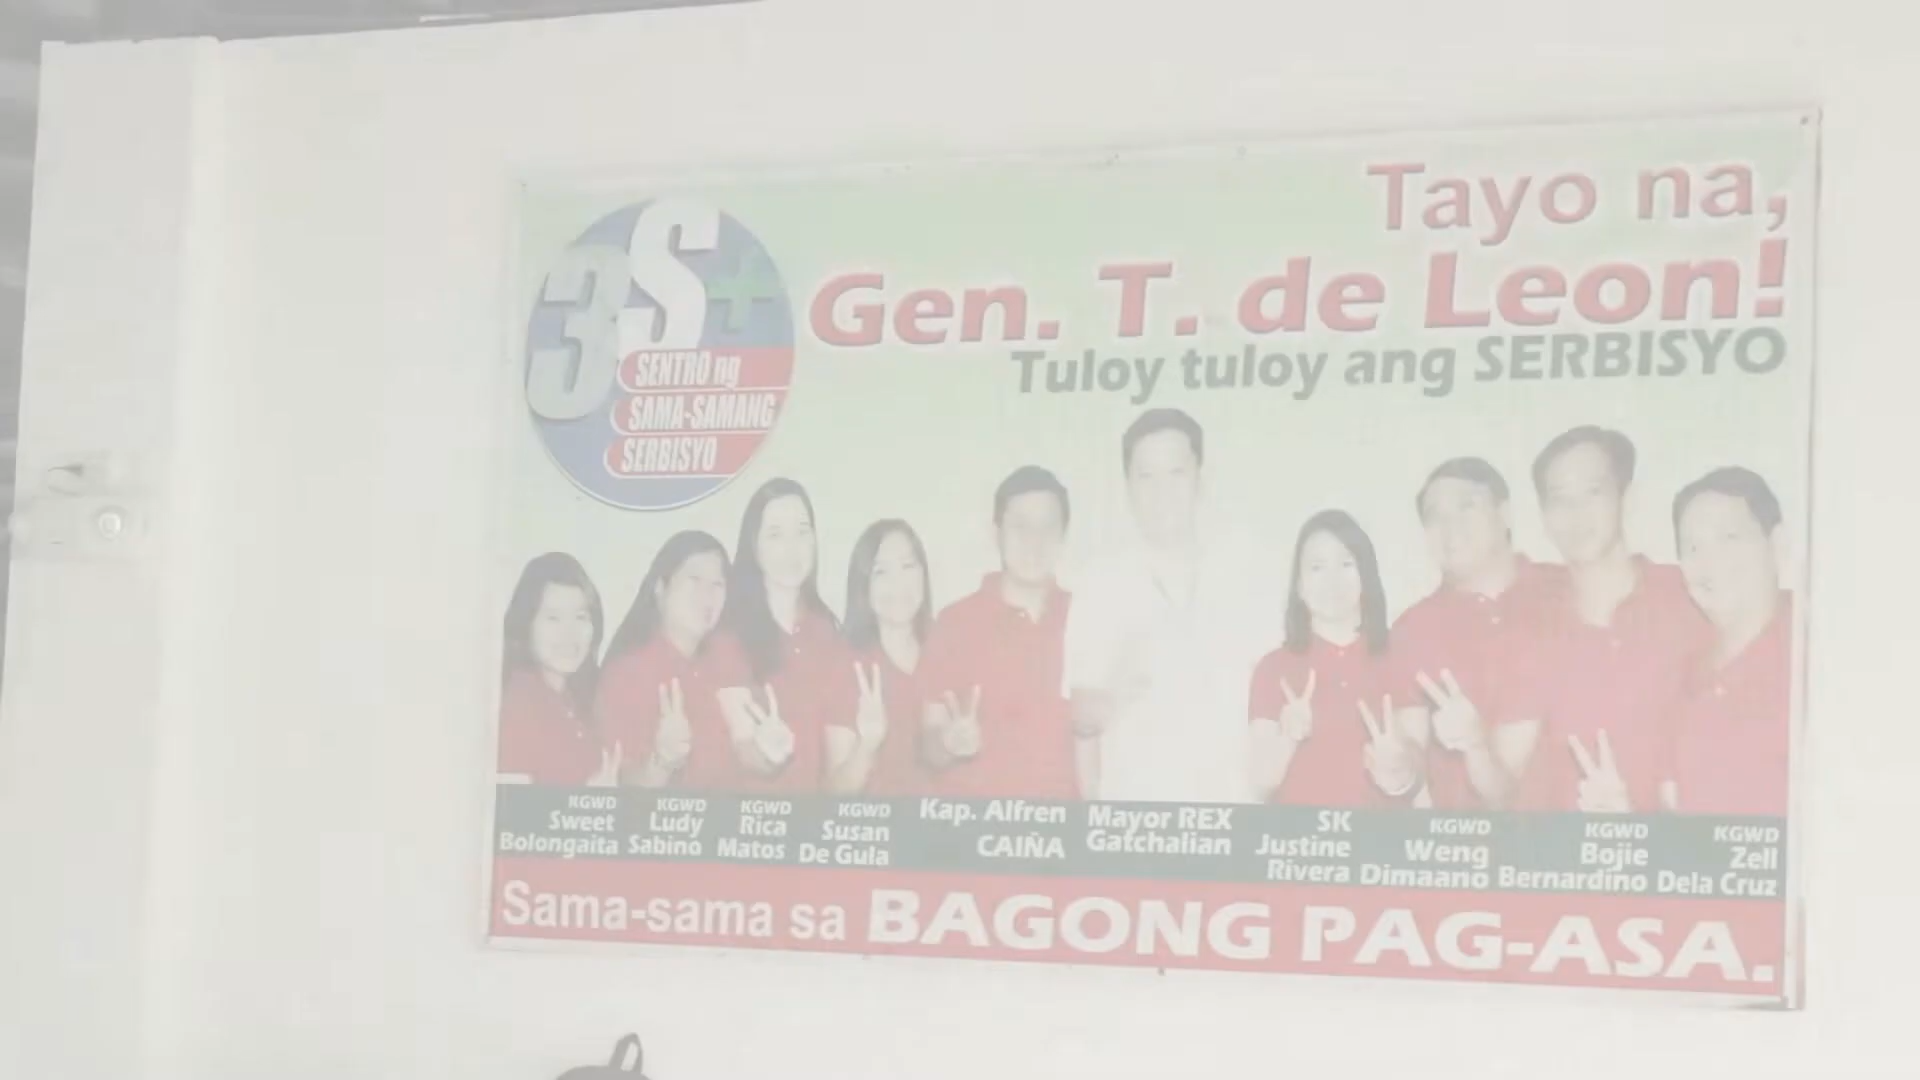 3S+
SENTRO ng
SAMA-SAMANG
SERBISYO
Tayo na,
Gen. T. de Leon!
Tuloy tuloy ang SERBISYO
KGWD
Sweet
Bolongaita
KGWD
Ludy
Sabino
KGWD
Rica
Matos
KGWD
Susan
De Gula
Kap. Alfren
CAIÑA
Mayor REX
Gatchalian
SK
Justine
Rivera
KGWD
Weng
Dimaano
KGWD
Bojie
Bernardino
KGWD
Zell
Dela Cruz
Sama-sama sa BAGONG PAG-ASA.